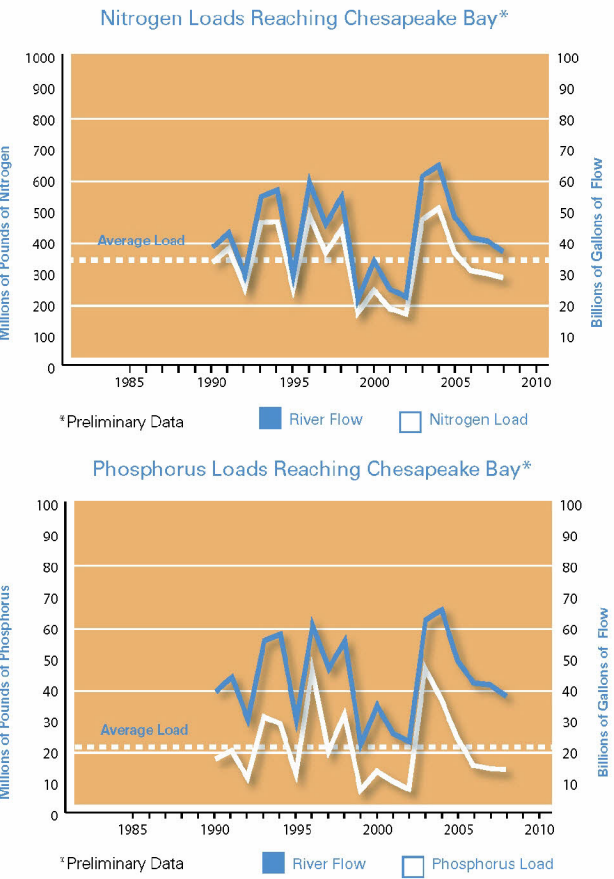 Nitrogen Loads Reaching Chesapeake Bay*
Millions of Pounds of Nitrogen
1000
900
800
700
600
500
400
300
200
100
0
Average Load
100
90
80
70
60
50
40
30
20
10
Billions of Gallons of Flow
1985 1990 1995 2000 2005 2010
*Preliminary Data
River Flow
Nitrogen Load
Phosphorus Loads Reaching Chesapeake Bay*
Millions of Pounds of Phosphorus
100
90
80
70
60
50
40
30
20
10
0
Average Load
100
90
80
70
60
50
40
30
20
10
Billions of Gallons of Flow
1985 1990 1995 2000 2005 2010
*Preliminary Data
River Flow
Phosphorus Load